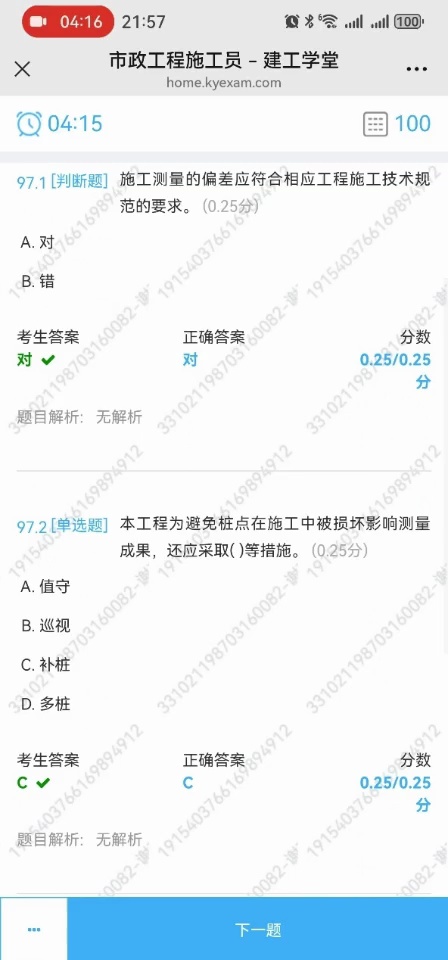 04:16 21:57 6 100
市政工程施工员 – 建工学堂
home.kyexam.com
04:15 100
97.1 [判断题] 施工测量的偏差应符合相应工程施工技术规
范的要求。(0.25分)
A. 对
B. 错
考生答案 正确答案 分数
对 对 0.25/0.25
分
题目解析: 无解析
97.2 [单选题] 本工程为避免桩点在施工中被损坏影响测量
成果，还应采取( )等措施。(0.25分)
A. 值守
B. 巡视
C. 补桩
D. 多桩
考生答案 正确答案 分数
C C 0.25/0.25
分
题目解析: 无解析
... 下一题